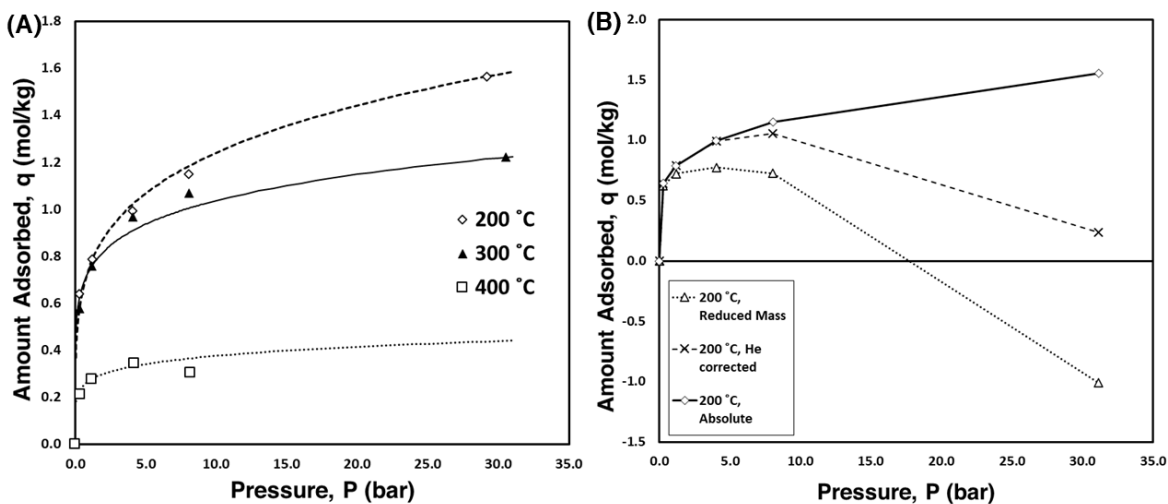 (A)
1.8
1.6
1.4
1.2
1.0
0.8
0.6
0.4
0.2
0.0
Amount Adsorbed, q (mol/kg)
200 ˚C
300 ˚C
400 ˚C
0.0 5.0 10.0 15.0 20.0 25.0 30.0 35.0
Pressure, P (bar)
(B)
2.0
1.5
1.0
0.5
0.0
-0.5
-1.0
-1.5
Amount Adsorbed, q (mol/kg)
200 ˚C,
Reduced Mass
200 ˚C, He
corrected
200 ˚C,
Absolute
0.0 5.0 10.0 15.0 20.0 25.0 30.0 35.0
Pressure, P (bar)